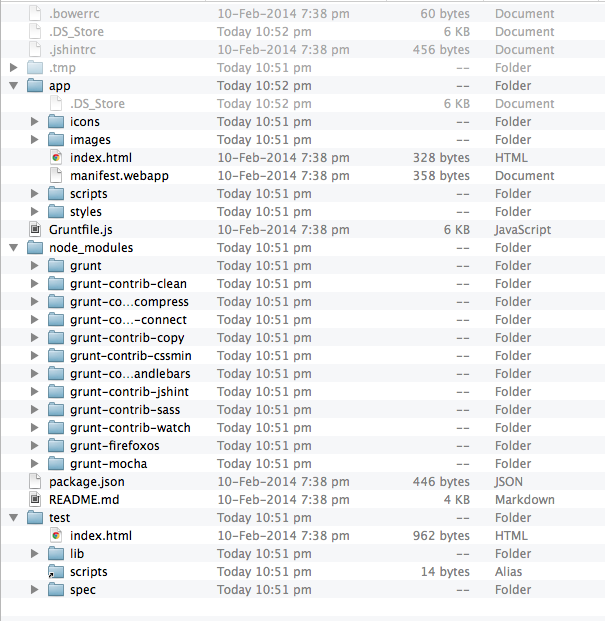 .bowerrc 10-Feb-2014 7:38 pm 60 bytes Document
.DS_Store Today 10:52 pm 6 KB Document
.jshintrc 10-Feb-2014 7:38 pm 456 bytes Document
.tmp Today 10:51 pm -- Folder
app Today 10:52 pm -- Folder
.DS_Store Today 10:52 pm 6 KB Document
icons Today 10:51 pm -- Folder
images Today 10:51 pm -- Folder
index.html 10-Feb-2014 7:38 pm 328 bytes HTML
manifest.webapp 10-Feb-2014 7:38 pm 358 bytes Document
scripts Today 10:51 pm -- Folder
styles Today 10:51 pm -- Folder
Gruntfile.js 10-Feb-2014 7:38 pm 6 KB JavaScript
node_modules Today 10:51 pm -- Folder
grunt Today 10:51 pm -- Folder
grunt-contrib-clean Today 10:51 pm -- Folder
grunt-co...compress Today 10:51 pm -- Folder
grunt-co...-connect Today 10:51 pm -- Folder
grunt-contrib-copy Today 10:51 pm -- Folder
grunt-contrib-cssmin Today 10:51 pm -- Folder
grunt-co...andlebars Today 10:51 pm -- Folder
grunt-contrib-jshint Today 10:51 pm -- Folder
grunt-contrib-sass Today 10:51 pm -- Folder
grunt-contrib-watch Today 10:51 pm -- Folder
grunt-firefoxos Today 10:51 pm -- Folder
grunt-mocha Today 10:51 pm -- Folder
package.json 10-Feb-2014 7:38 pm 446 bytes JSON
README.md 10-Feb-2014 7:38 pm 4 KB Markdown
test Today 10:51 pm -- Folder
index.html 10-Feb-2014 7:38 pm 962 bytes HTML
lib Today 10:51 pm -- Folder
scripts Today 10:51 pm 14 bytes Alias
spec Today 10:51 pm -- Folder